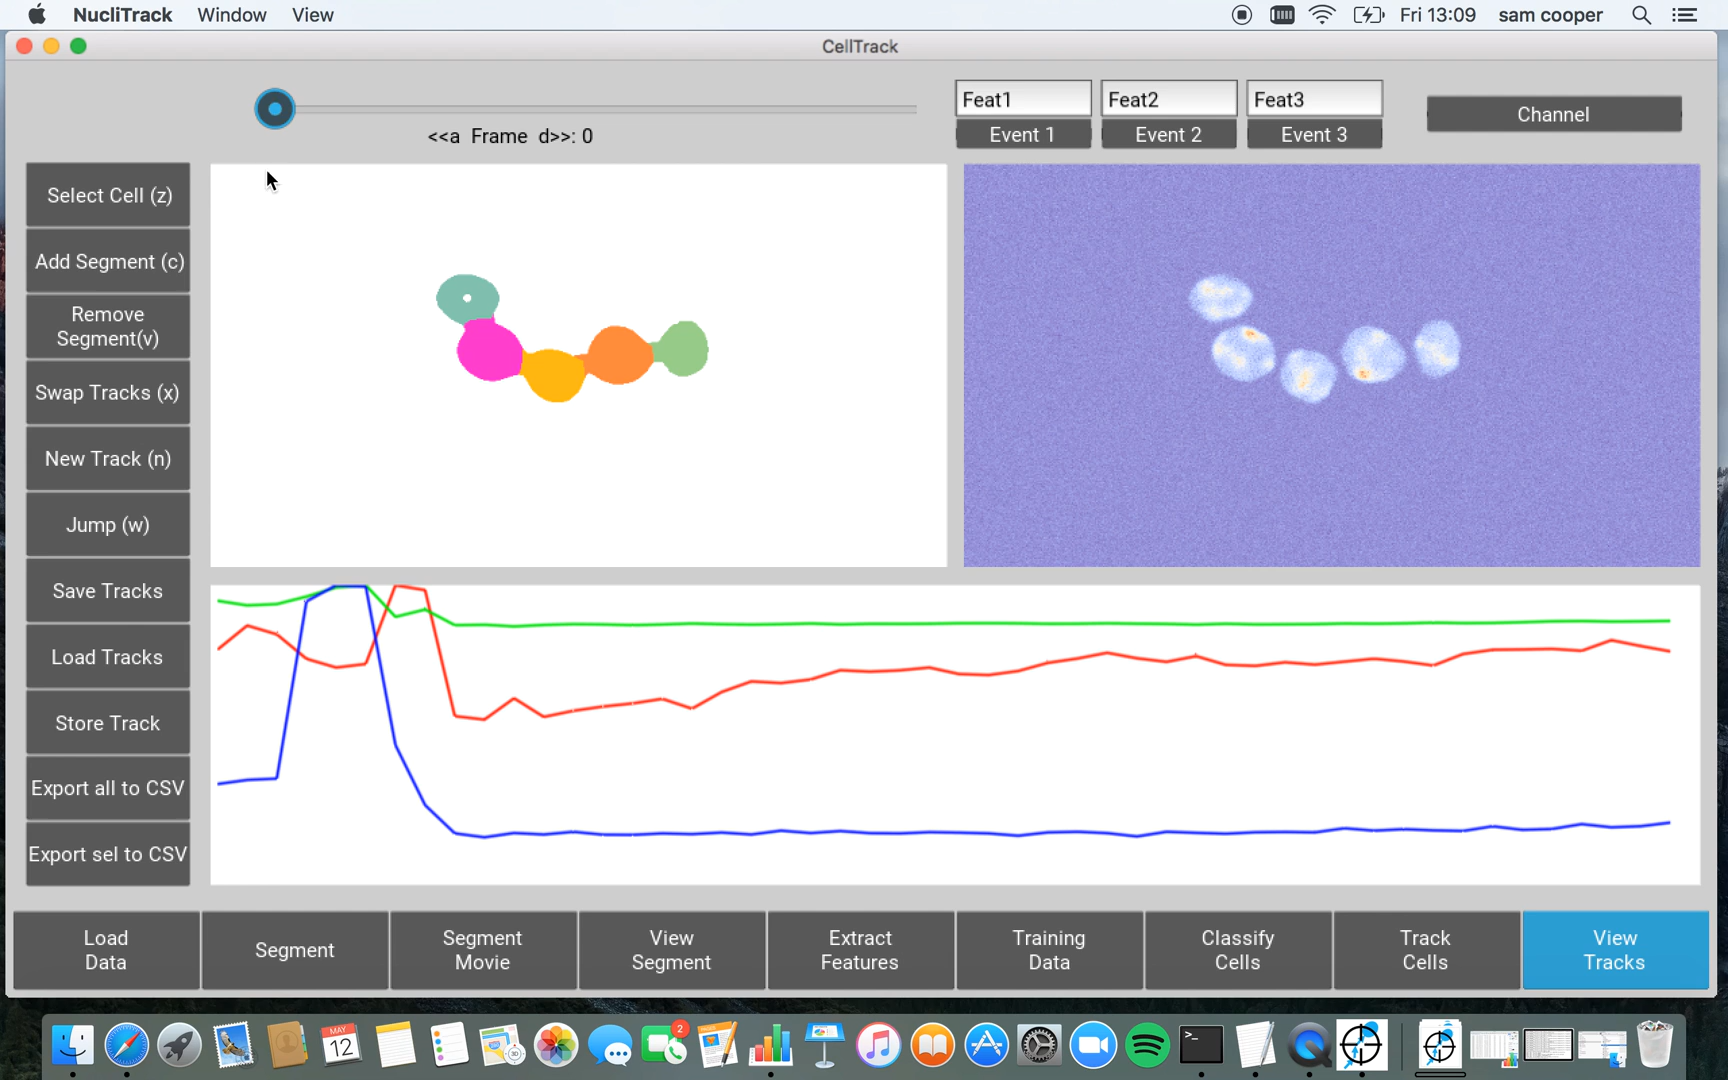 NucliTrack Window View Fri 13:09 sam cooper
CellTrack
Feat1 Feat2 Feat3
Event 1 Event 2 Event 3
Channel
<<a Frame d>>: 0
Select Cell (z)
Add Segment (c)
Remove
Segment(v)
Swap Tracks (x)
New Track (n)
Jump (w)
Save Tracks
Load Tracks
Store Track
Export all to CSV
Export sel to CSV
Load
Data
Segment
Segment
Movie
View
Segment
Extract
Features
Training
Data
Classify
Cells
Track
Cells
View
Tracks
MAY
12
2